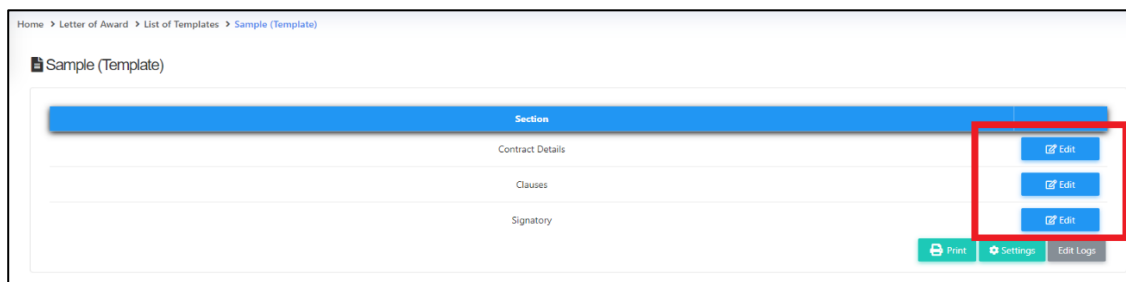 Home > Letter of Award > List of Templates > Sample (Template)
Sample (Template)
Section
Contract Details Edit
Clauses Edit
Signatory Edit
Print Settings Edit Logs